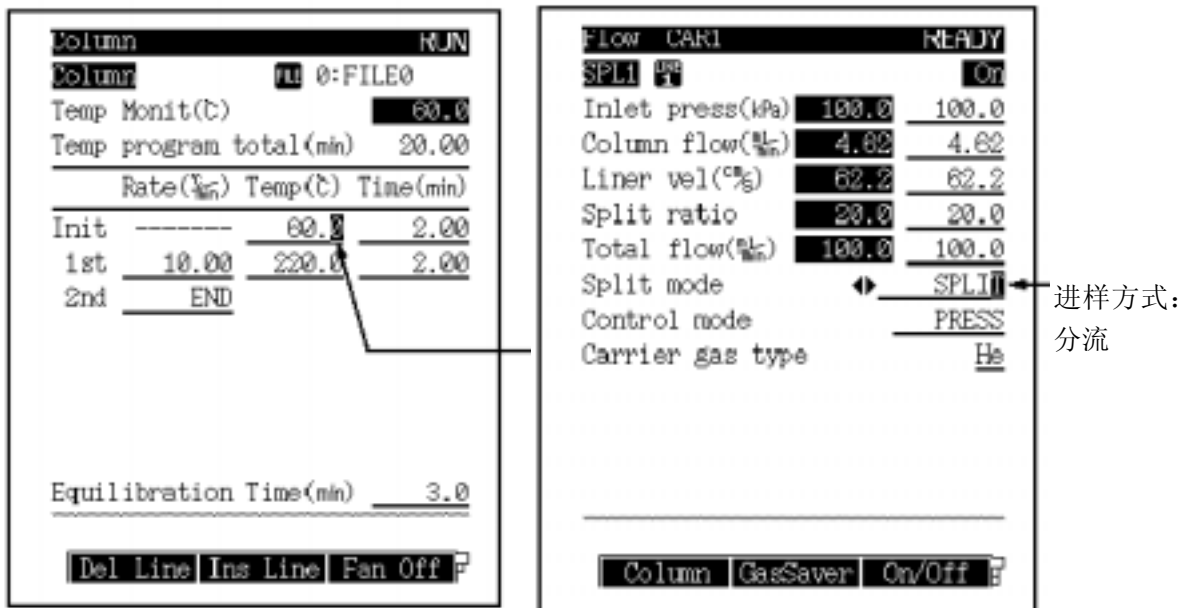 Column RUN
Column FILE 0:FILE0
Temp Monit(℃) 60.0
Temp program total(min) 20.00
Rate(℃/min) Temp(℃) Time(min)
Init ------- 60.0 2.00
1st 10.00 220.0 2.00
2nd END
Equilibration Time(min) 3.0
Del Line Ins Line Fan Off
Flow CAR1 READY
SPL1 LINE 1 On
Inlet press(kPa) 100.0 100.0
Column flow(mL/min) 4.62 4.62
Liner vel(cm/s) 62.2 62.2
Split ratio 20.0 20.0
Total flow(mL/min) 100.0 100.0
Split mode SPLIT
Control mode PRESS
Carrier gas type He
Column GasSaver On/Off
进样方式：
分流